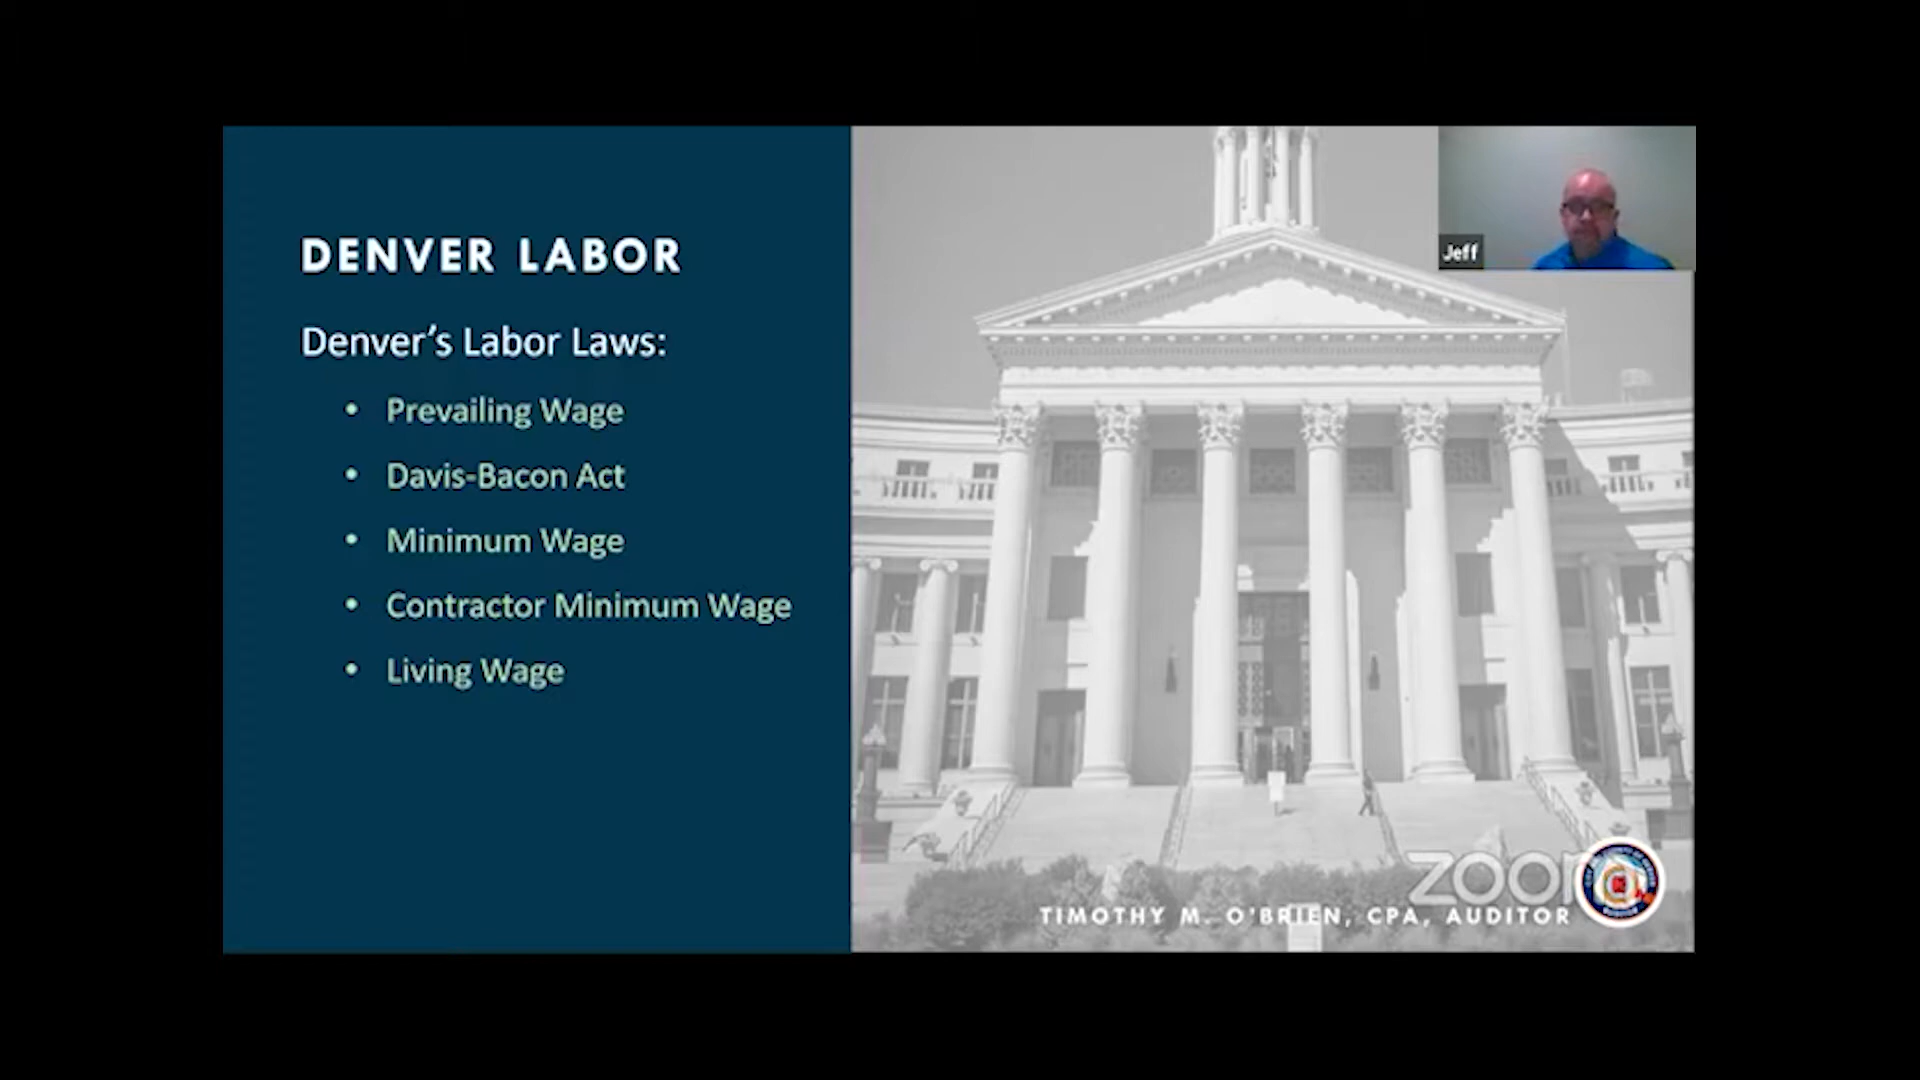 DENVER LABOR
Denver's Labor Laws:
• Prevailing Wage
• Davis-Bacon Act
• Minimum Wage
• Contractor Minimum Wage
• Living Wage
Jeff
zoom
TIMOTHY M. O'BRIEN, CPA, AUDITOR